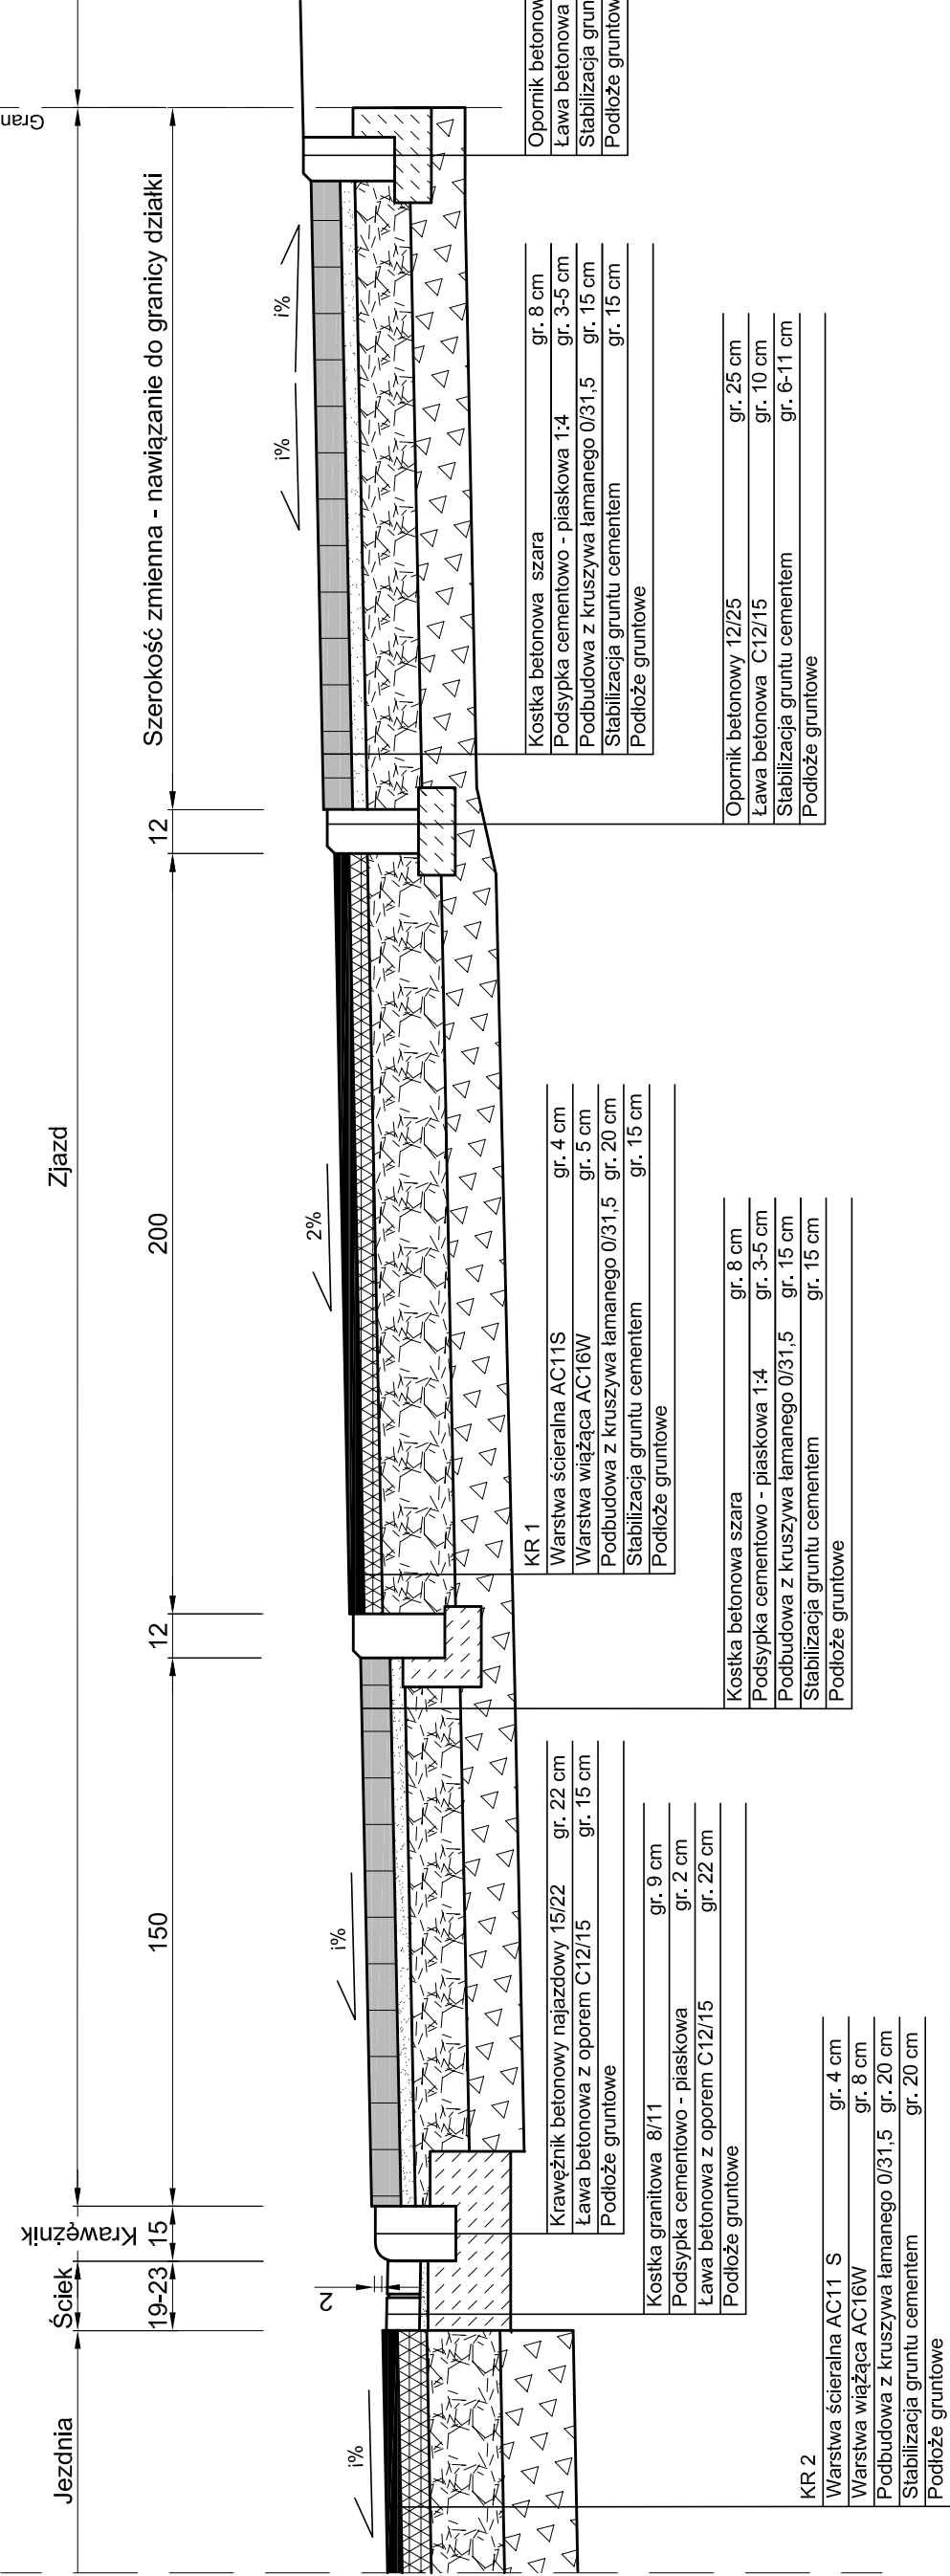 Jezdnia
Ściek
Krawężnik
Zjazd
Gran
19-23
15
150
12
200
12
Szerokość zmienna - nawiązanie do granicy działki
2
i%
i%
2%
i%
i%
KR 2
Warstwa ścieralna AC11 S gr. 4 cm
Warstwa wiążąca AC16W gr. 8 cm
Podbudowa z kruszywa łamanego 0/31,5 gr. 20 cm
Stabilizacja gruntu cementem gr. 20 cm
Podłoże gruntowe
Kostka granitowa 8/11 gr. 9 cm
Podsypka cementowo - piaskowa gr. 2 cm
Ława betonowa z oporem C12/15 gr. 22 cm
Podłoże gruntowe
Krawężnik betonowy najazdowy 15/22 gr. 22 cm
Ława betonowa z oporem C12/15 gr. 15 cm
Podłoże gruntowe
Kostka betonowa szara gr. 8 cm
Podsypka cementowo - piaskowa 1:4 gr. 3-5 cm
Podbudowa z kruszywa łamanego 0/31,5 gr. 15 cm
Stabilizacja gruntu cementem gr. 15 cm
Podłoże gruntowe
KR 1
Warstwa ścieralna AC11S gr. 4 cm
Warstwa wiążąca AC16W gr. 5 cm
Podbudowa z kruszywa łamanego 0/31,5 gr. 20 cm
Stabilizacja gruntu cementem gr. 15 cm
Podłoże gruntowe
Opornik betonowy 12/25 gr. 25 cm
Ława betonowa C12/15 gr. 10 cm
Stabilizacja gruntu cementem gr. 6-11 cm
Podłoże gruntowe
Kostka betonowa szara gr. 8 cm
Podsypka cementowo - piaskowa 1:4 gr. 3-5 cm
Podbudowa z kruszywa łamanego 0/31,5 gr. 15 cm
Stabilizacja gruntu cementem gr. 15 cm
Podłoże gruntowe
Opornik betonow
Ława betonowa
Stabilizacja grun
Podłoże gruntow